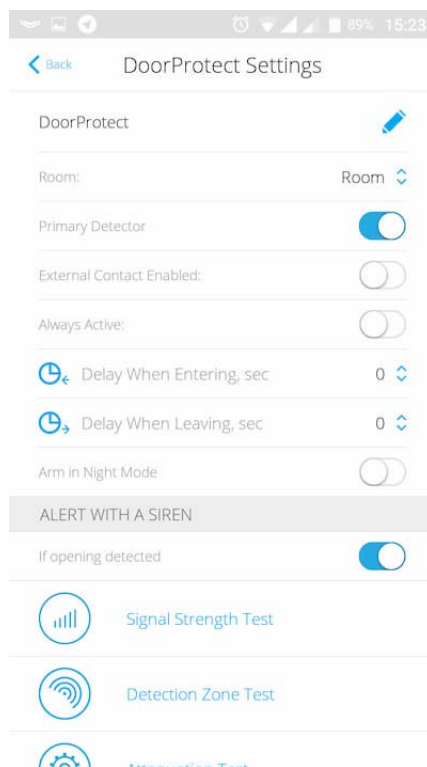 89% 15:23
Back DoorProtect Settings
DoorProtect
Room: Room
Primary Detector
External Contact Enabled:
Always Active:
Delay When Entering, sec 0
Delay When Leaving, sec 0
Arm in Night Mode
ALERT WITH A SIREN
If opening detected
Signal Strength Test
Detection Zone Test
Attenuation Test